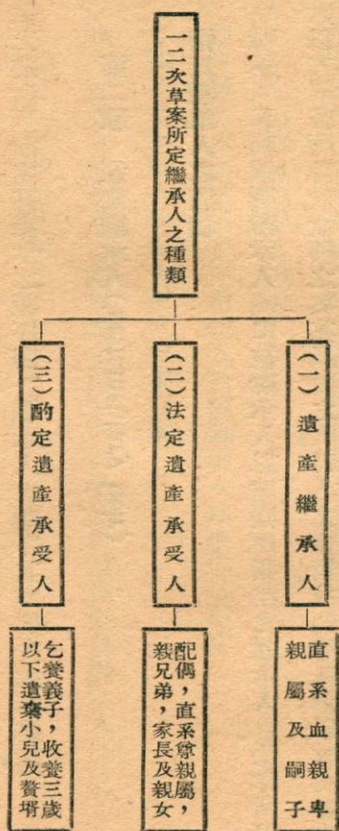 一二次草案所定繼承人之種類
（一）遺產繼承人
直系血親卑
親屬及嗣子
（二）法定遺產承受人
配偶，直系尊親屬，
親兄弟，家長及親女
（三）酌定遺產承受人
乞養義子，收養三歲
以下遺棄小兒及贅壻